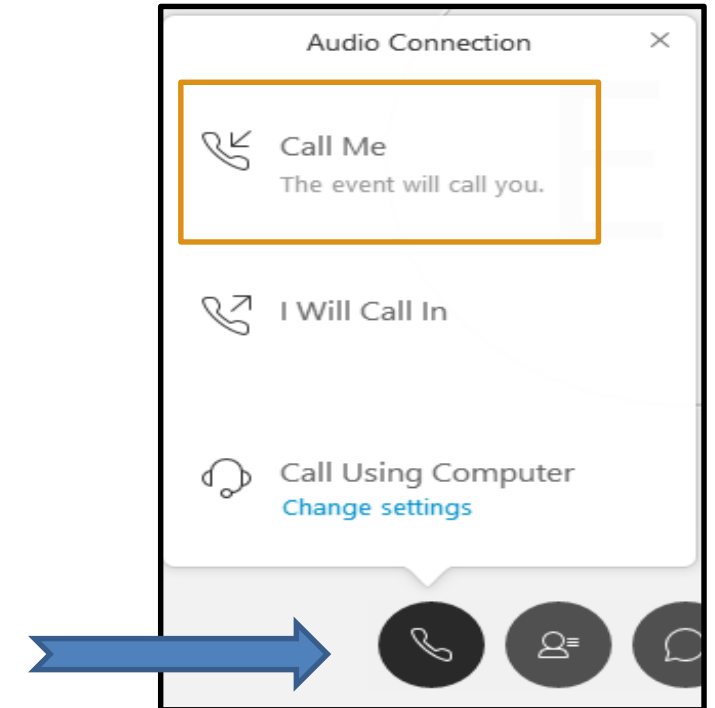 Audio Connection
Call Me
The event will call you.
I Will Call In
Call Using Computer
Change settings